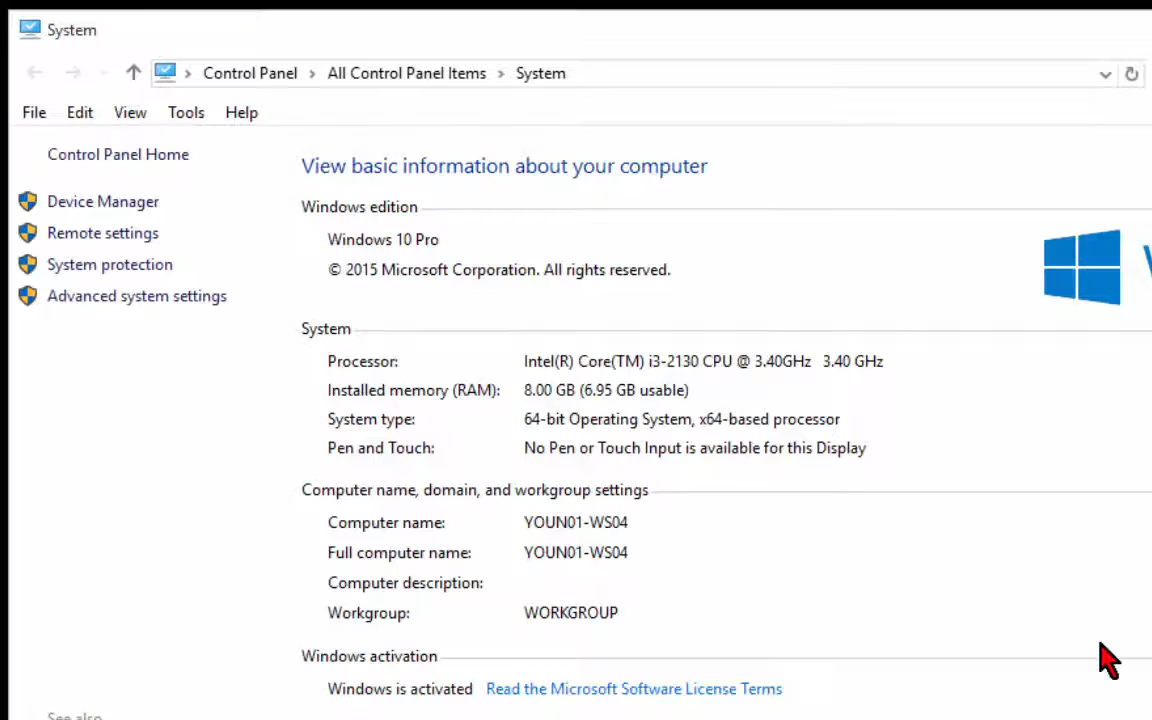 System
Control Panel > All Control Panel Items > System
File Edit View Tools Help
Control Panel Home
Device Manager
Remote settings
System protection
Advanced system settings
View basic information about your computer
Windows edition
Windows 10 Pro
© 2015 Microsoft Corporation. All rights reserved.
System
Processor: Intel(R) Core(TM) i3-2130 CPU @ 3.40GHz 3.40 GHz
Installed memory (RAM): 8.00 GB (6.95 GB usable)
System type: 64-bit Operating System, x64-based processor
Pen and Touch: No Pen or Touch Input is available for this Display
Computer name, domain, and workgroup settings
Computer name: YOUN01-WS04
Full computer name: YOUN01-WS04
Computer description:
Workgroup: WORKGROUP
Windows activation
Windows is activated Read the Microsoft Software License Terms
See also